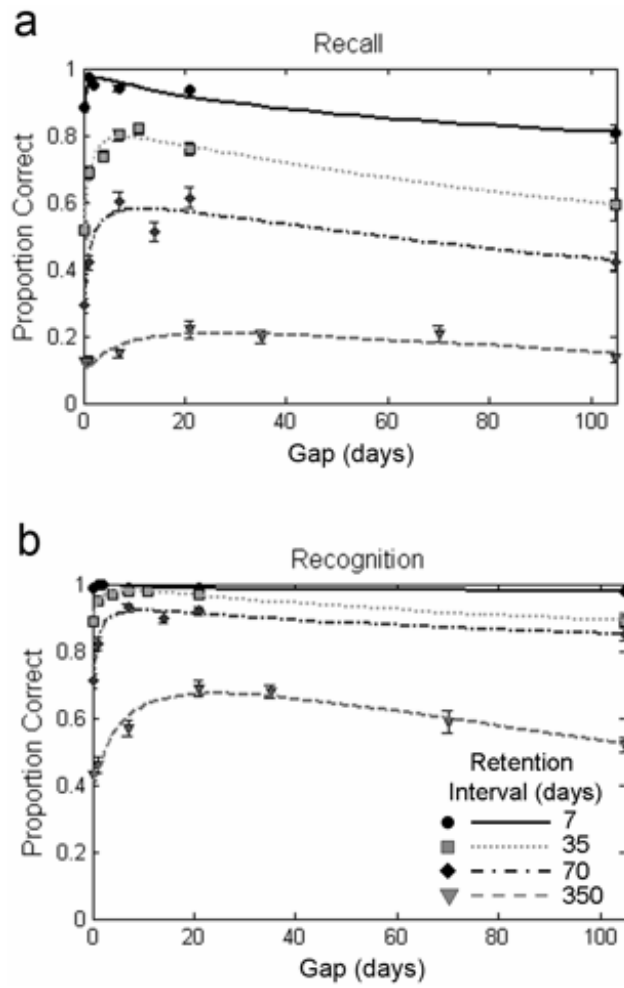 a
Recall
1
0.8
0.6
0.4
0.2
0
Proportion Correct
0 20 40 60 80 100
Gap (days)
b
Recognition
1
0.8
0.6
0.4
0.2
0
Proportion Correct
Retention
Interval (days)
7
35
70
350
0 20 40 60 80 100
Gap (days)